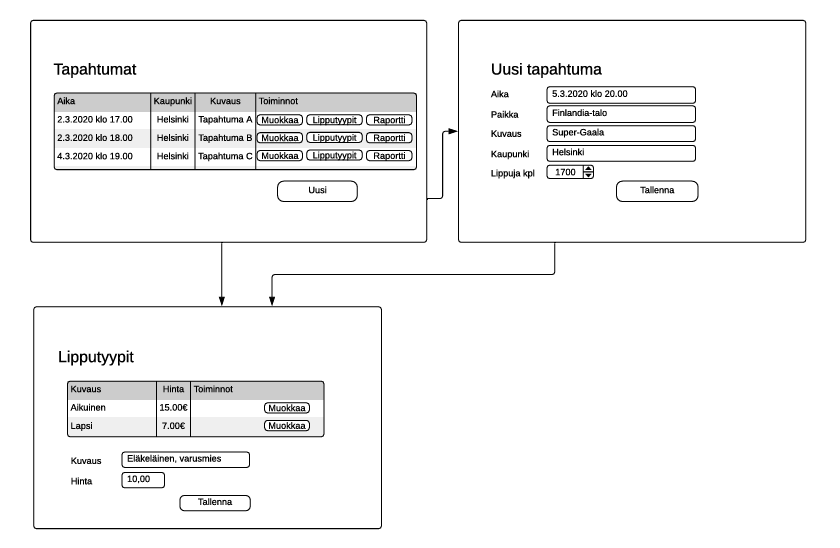 Tapahtumat
Aika Kaupunki Kuvaus Toiminnot
2.3.2020 klo 17.00 Helsinki Tapahtuma A Muokkaa Lipputyypit Raportti
2.3.2020 klo 18.00 Helsinki Tapahtuma B Muokkaa Lipputyypit Raportti
4.3.2020 klo 19.00 Helsinki Tapahtuma C Muokkaa Lipputyypit Raportti
Uusi
Uusi tapahtuma
Aika 5.3.2020 klo 20.00
Paikka Finlandia-talo
Kuvaus Super-Gaala
Kaupunki Helsinki
Lippuja kpl 1700
Tallenna
Lipputyypit
Kuvaus Hinta Toiminnot
Aikuinen 15.00€ Muokkaa
Lapsi 7.00€ Muokkaa
Kuvaus Eläkeläinen, varusmies
Hinta 10,00
Tallenna